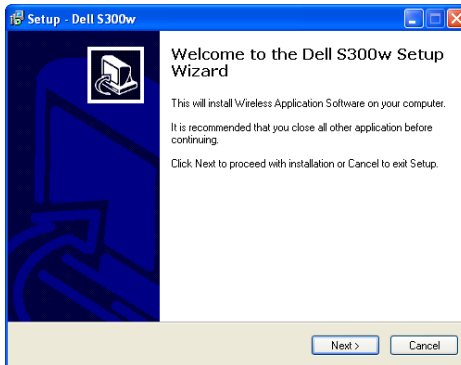 Setup - Dell S300w
Welcome to the Dell S300w Setup
Wizard
This will install Wireless Application Software on your computer.
It is recommended that you close all other application before
continuing.
Click Next to proceed with installation or Cancel to exit Setup.
Next >
Cancel